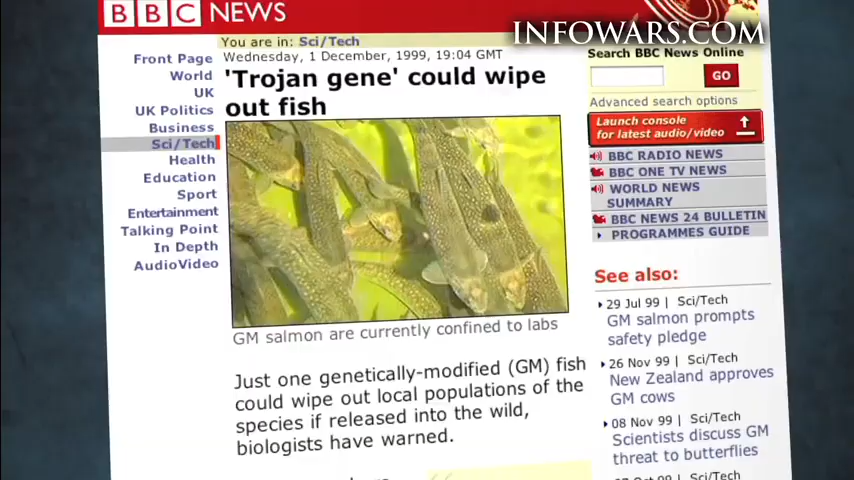 BBC NEWS
INFOWARS.COM
You are in: Sci/Tech
Wednesday, 1 December, 1999, 19:04 GMT
'Trojan gene' could wipe
out fish
GM salmon are currently confined to labs
Just one genetically-modified (GM) fish
could wipe out local populations of the
species if released into the wild,
biologists have warned.
Front Page
World
UK
UK Politics
Business
Sci/Tech
Health
Education
Sport
Entertainment
Talking Point
In Depth
AudioVideo
Search BBC News Online
GO
Advanced search options
Launch console
for latest audio/video
BBC RADIO NEWS
BBC ONE TV NEWS
WORLD NEWS
SUMMARY
BBC NEWS 24 BULLETIN
PROGRAMMES GUIDE
See also:
29 Jul 99 | Sci/Tech
GM salmon prompts
safety pledge
26 Nov 99 | Sci/Tech
New Zealand approves
GM cows
08 Nov 99 | Sci/Tech
Scientists discuss GM
threat to butterflies
Sci/Tech